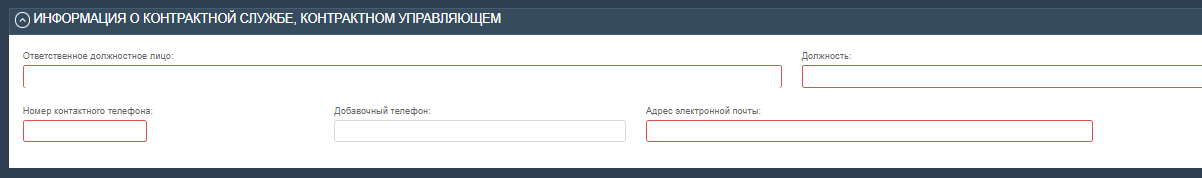 ИНФОРМАЦИЯ О КОНТРАКТНОЙ СЛУЖБЕ, КОНТРАКТНОМ УПРАВЛЯЮЩЕМ
Ответственное должностное лицо: Должность:
Номер контактного телефона: Добавочный телефон: Адрес электронной почты: